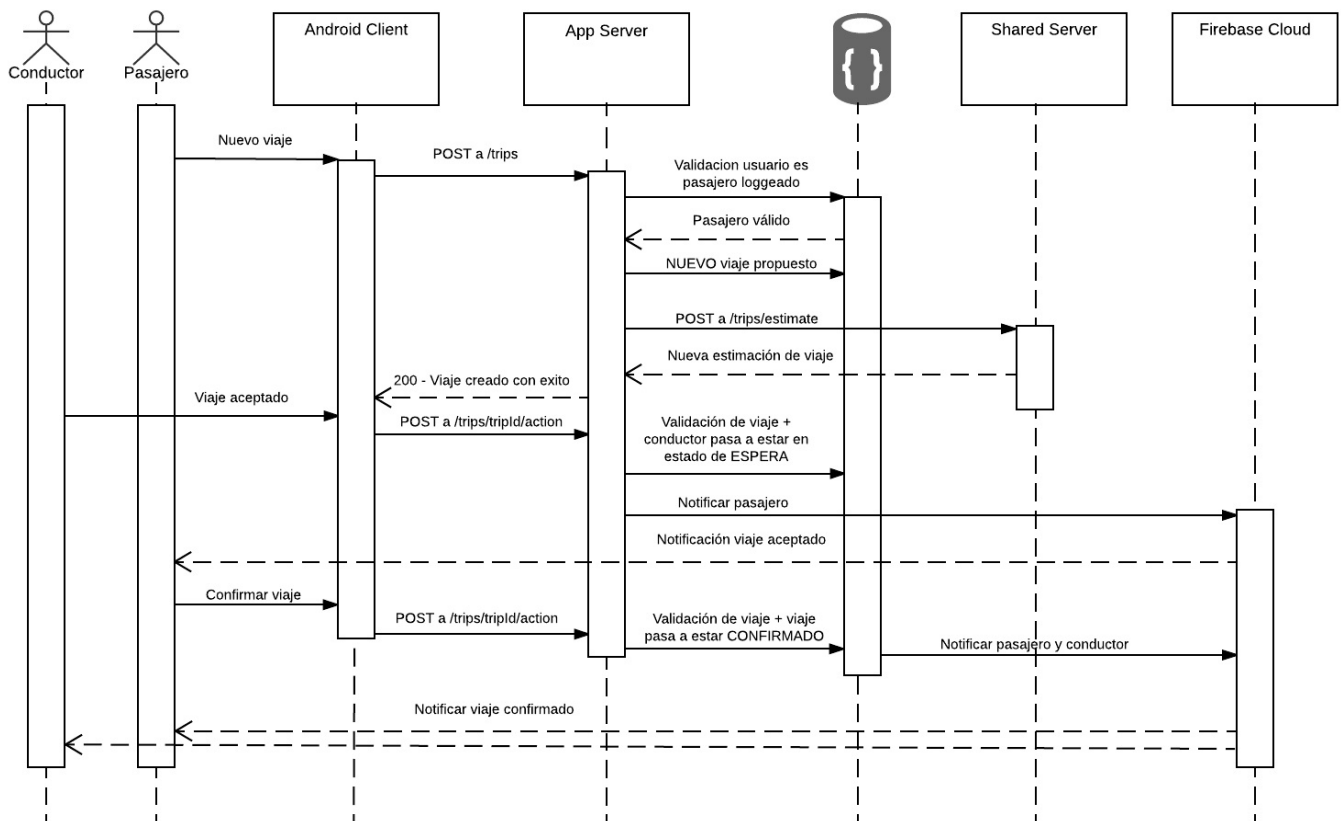 Conductor
Pasajero
Android Client
App Server
{ }
Shared Server
Firebase Cloud
Nuevo viaje
POST a /trips
Validacion usuario es
pasajero loggeado
Pasajero válido
NUEVO viaje propuesto
POST a /trips/estimate
Nueva estimación de viaje
200 - Viaje creado con exito
Viaje aceptado
POST a /trips/tripId/action
Validación de viaje +
conductor pasa a estar en
estado de ESPERA
Notificar pasajero
Notificación viaje aceptado
Confirmar viaje
POST a /trips/tripId/action
Validación de viaje + viaje
pasa a estar CONFIRMADO
Notificar pasajero y conductor
Notificar viaje confirmado